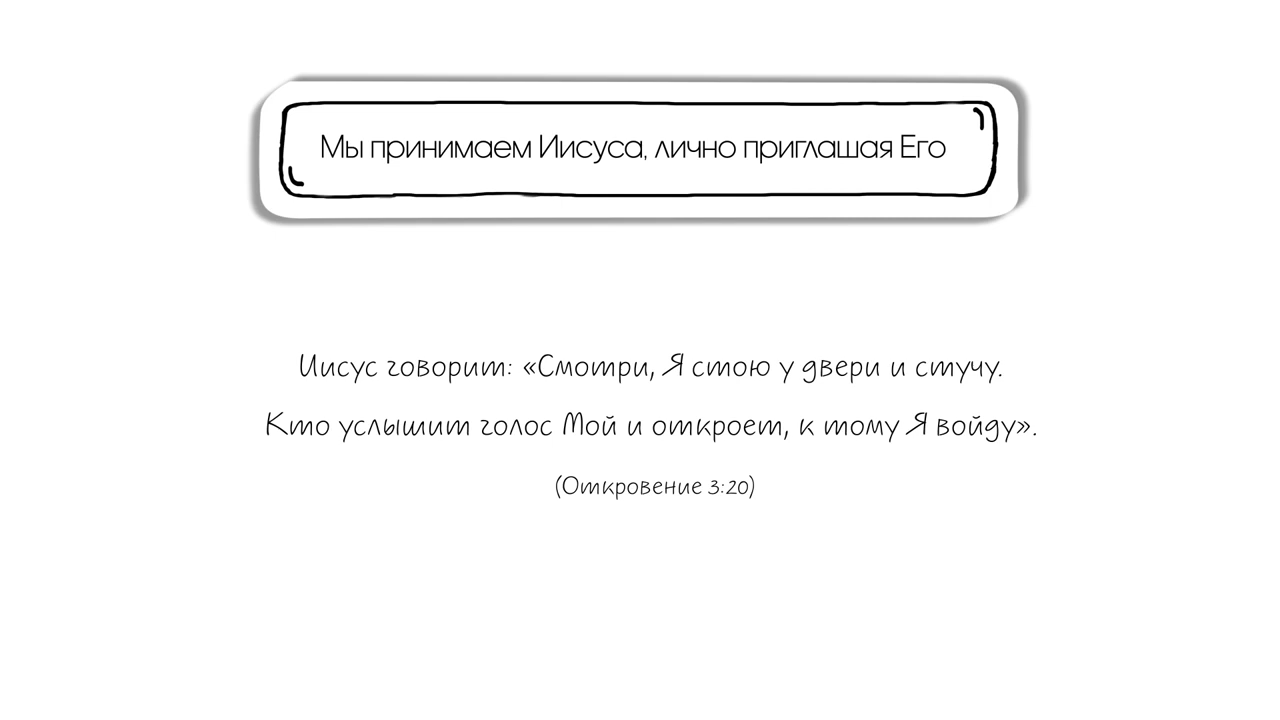 Мы принимаем Иисуса, лично приглашая Его
Иисус говорит: «Смотри, Я стою у двери и стучу.
Кто услышит голос Мой и откроет, к тому Я войду».
(Откровение 3:20)